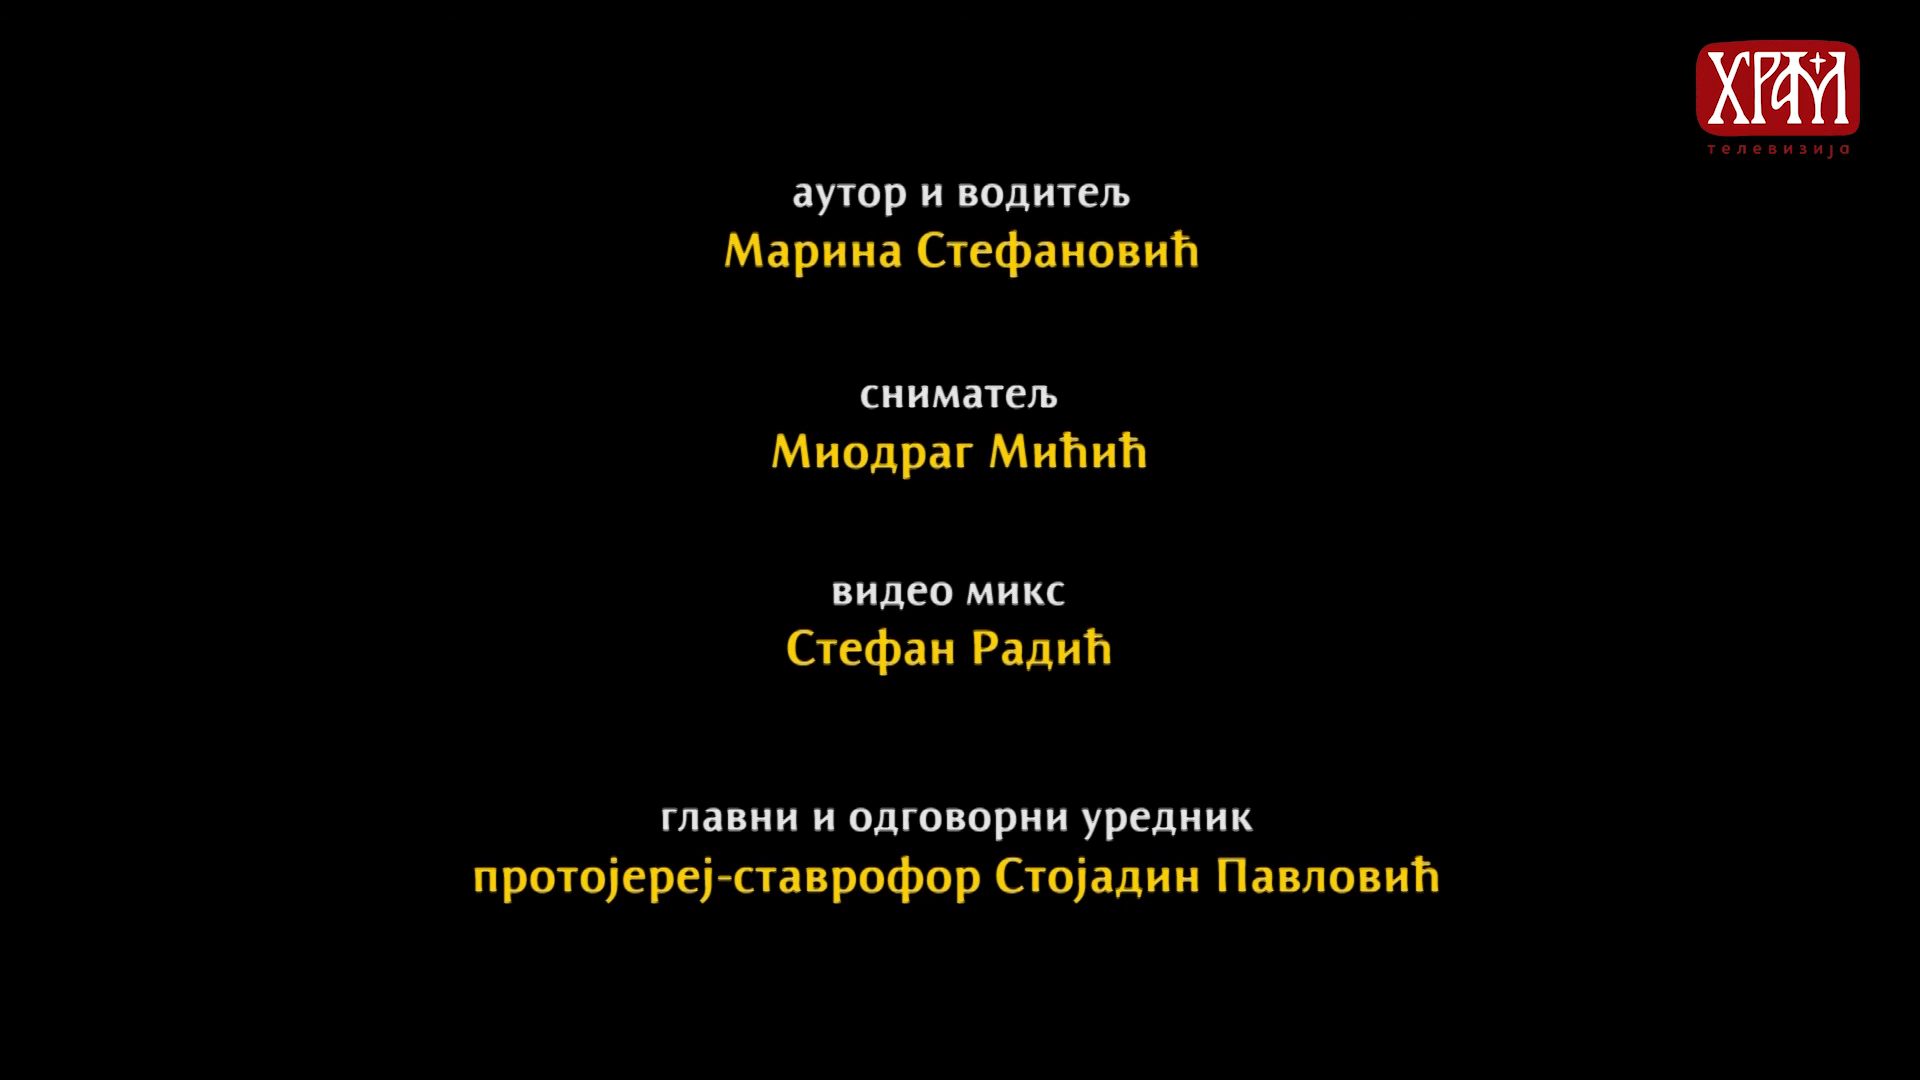 ХРАМ
телевизија
аутор и водитељ
Марина Стефановић
сниматељ
Миодраг Мићић
видео микс
Стефан Радић
главни и одговорни уредник
протојереј-ставрофор Стојадин Павловић